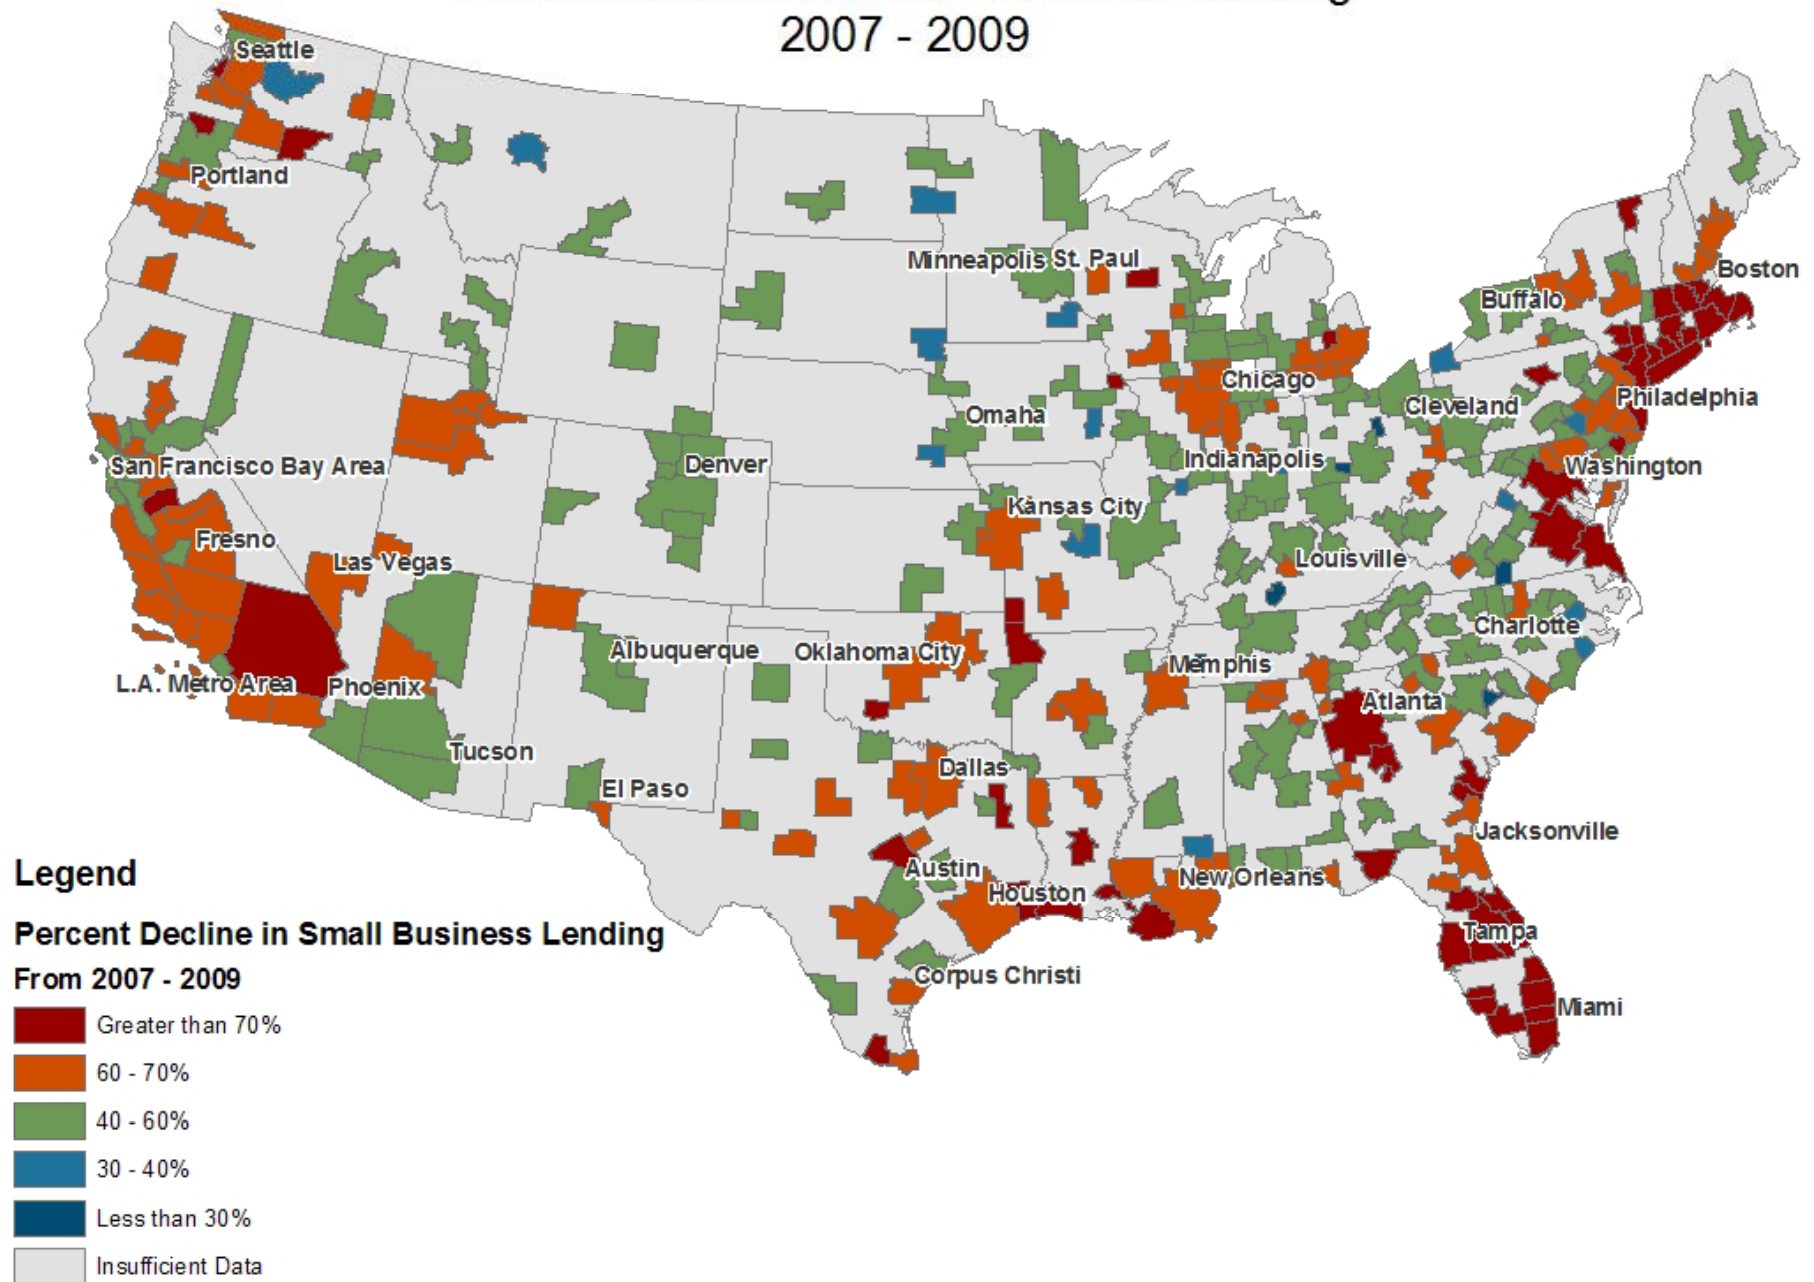 2007 - 2009
Seattle
Portland
Minneapolis St. Paul
Boston
Buffalo
Chicago
Philadelphia
Cleveland
Omaha
San Francisco Bay Area
Denver
Indianapolis
Washington
Kansas City
Fresno
Las Vegas
Louisville
Charlotte
Albuquerque
Oklahoma City
Memphis
L.A. Metro Area
Phoenix
Atlanta
Tucson
Dallas
El Paso
Jacksonville
Austin
New Orleans
Houston
Tampa
Corpus Christi
Miami
Legend
Percent Decline in Small Business Lending
From 2007 - 2009
Greater than 70%
60 - 70%
40 - 60%
30 - 40%
Less than 30%
Insufficient Data